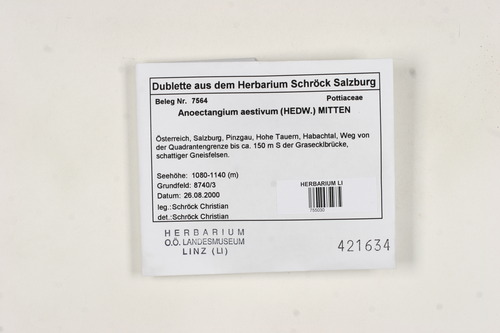 Dublette aus dem Herbarium Schröck Salzburg
Beleg Nr. 7564 Pottiaceae
Anoectangium aestivum (HEDW.) MITTEN
Österreich, Salzburg, Pinzgau, Hohe Tauern, Habachtal, Weg von
der Quadrantengrenze bis ca. 150 m S der Grasecklbrücke,
schattiger Gneisfelsen.
Seehöhe: 1080-1140 (m)
Grundfeld: 8740/3
Datum: 26.08.2000
leg.:Schröck Christian
det.:Schröck Christian
HERBARIUM LI
755030
HERBARIUM
O.Ö. LANDESMUSEUM
LINZ (LI)
421634